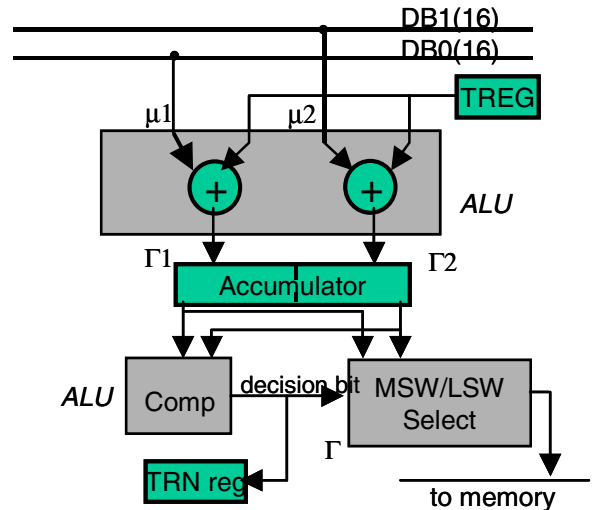 DB1(16)
DB0(16)
TREG
μ1
μ2
+
+
ALU
Γ1
Γ2
Accumulator
ALU
Comp
decision bit
MSW/LSW
Select
Γ
TRN reg
to memory